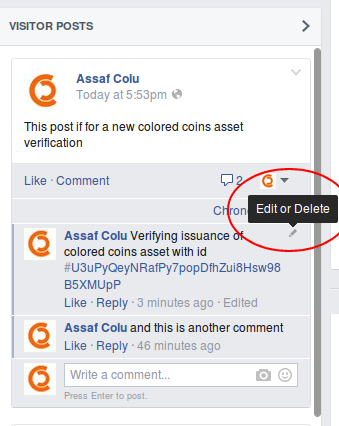 VISITOR POSTS
Assaf Colu
Today at 5:53pm
This post if for a new colored coins asset
verification
Like · Comment
2
Chro
Edit or Delete
Assaf Colu Verifying issuance of
colored coins asset with id
#U3uPyQeyNRafPy7popDfhZui8Hsw98
B5XMUpP
Like · Reply · 3 minutes ago · Edited
Assaf Colu and this is another comment
Like · Reply · 46 minutes ago
Write a comment...
Press Enter to post.